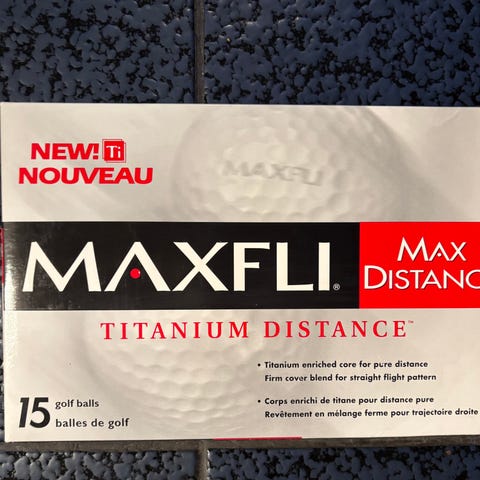 NEW! Ti
NOUVEAU
MAXFLI
MAXFLI®
MAX
DISTANC
TITANIUM DISTANCE™
• Titanium enriched core for pure distance
Firm cover blend for straight flight pattern
• Corps enrichi de titane pour distance pure
Revêtement en mélange ferme pour trajectoire droite
15 golf balls
balles de golf